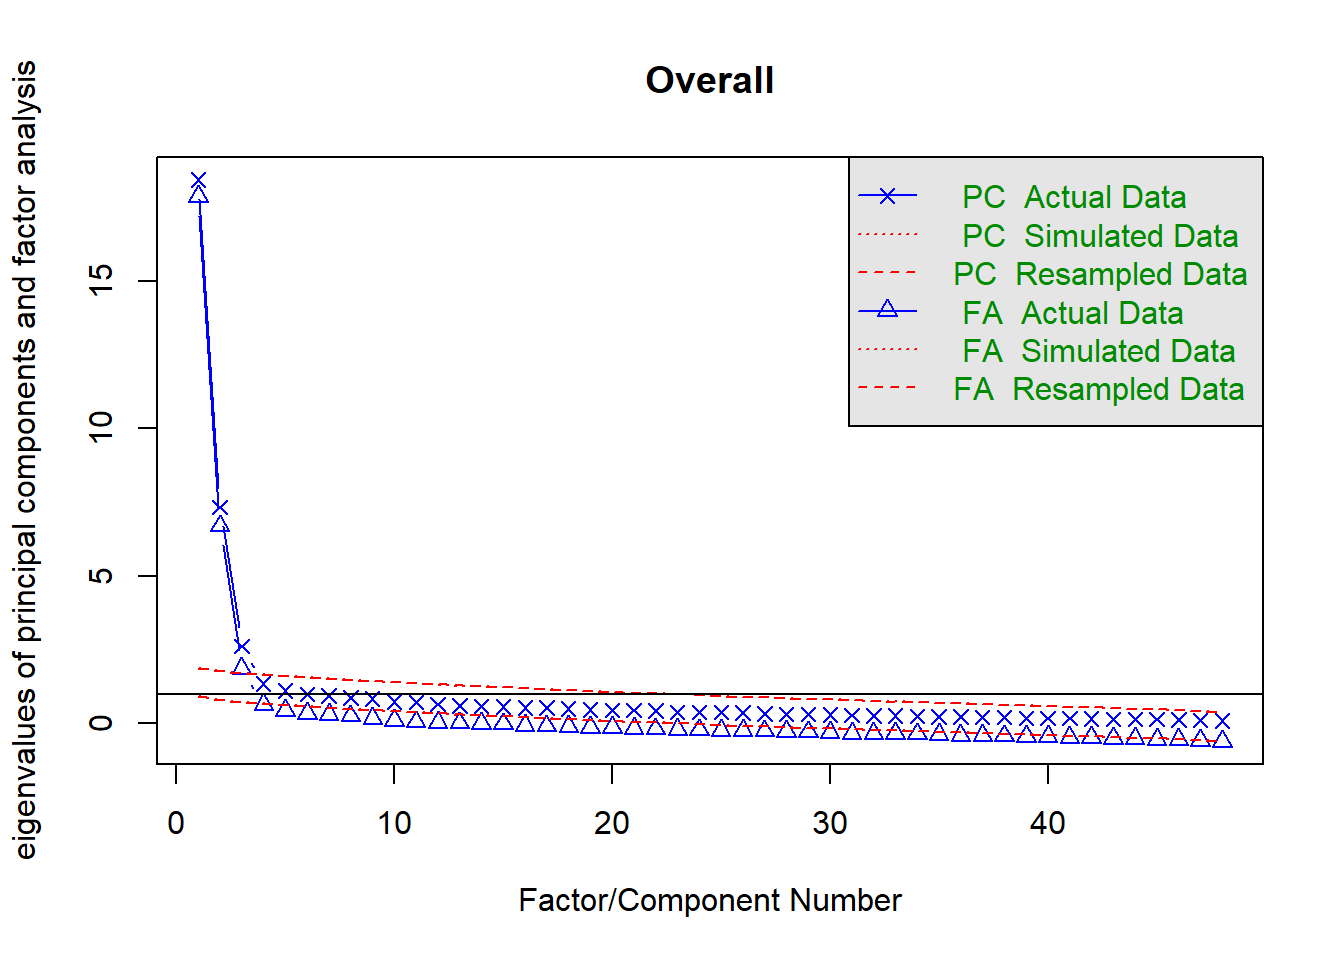 Overall
eigenvalues of principal components and factor analysis
15
10
5
0
PC Actual Data
PC Simulated Data
PC Resampled Data
FA Actual Data
FA Simulated Data
FA Resampled Data
0 10 20 30 40
Factor/Component Number